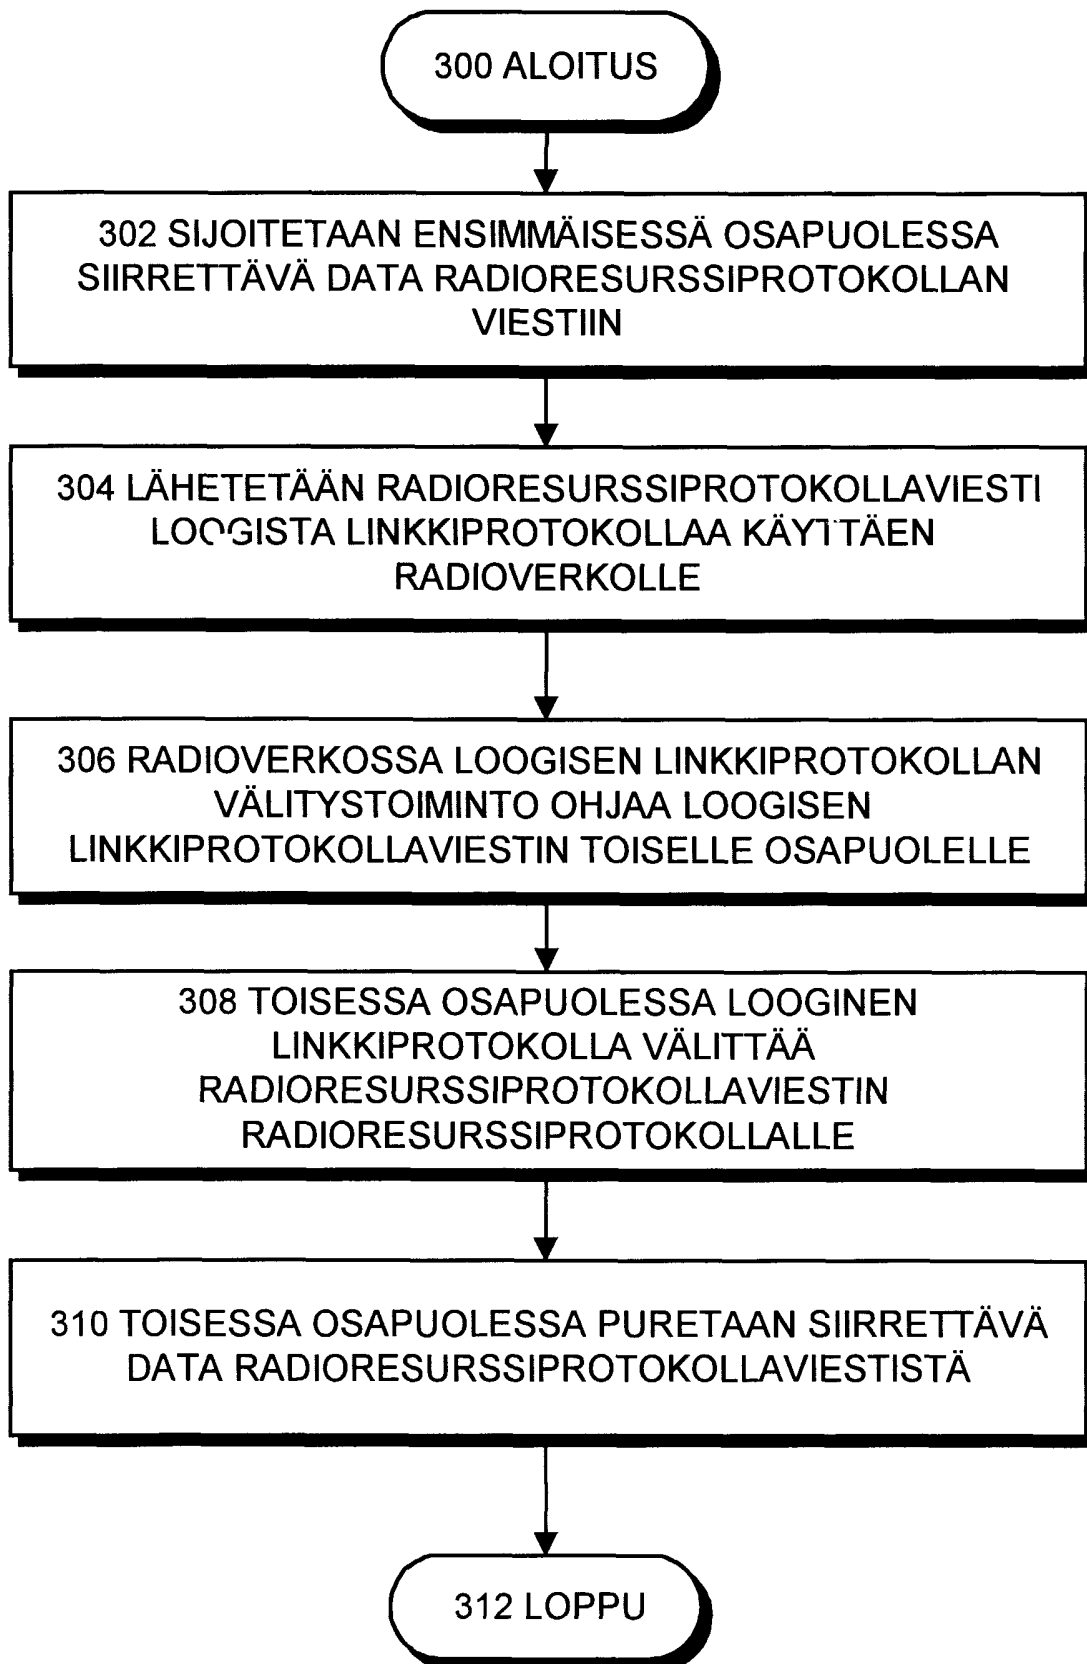 300 ALOITUS
302 SIJOITETAAN ENSIMMÄISESSÄ OSAPUOLESSA
SIIRRETTÄVÄ DATA RADIORESURSSIPROTOKOLLAN
VIESTIIN
304 LÄHETETÄÄN RADIORESURSSIPROTOKOLLAVIESTI
LOOGISTA LINKKIPROTOKOLLAA KÄYTTÄEN
RADIOVERKOLLE
306 RADIOVERKOSSA LOOGISEN LINKKIPROTOKOLLAN
VÄLITYSTOIMINTO OHJAA LOOGISEN
LINKKIPROTOKOLLAVIESTIN TOISELLE OSAPUOLELLE
308 TOISESSA OSAPUOLESSA LOOGINEN
LINKKIPROTOKOLLA VÄLITTÄÄ
RADIORESURSSIPROTOKOLLAVIESTIN
RADIORESURSSIPROTOKOLLALLE
310 TOISESSA OSAPUOLESSA PURETAAN SIIRRETTÄVÄ
DATA RADIORESURSSIPROTOKOLLAVIESTISTÄ
312 LOPPU